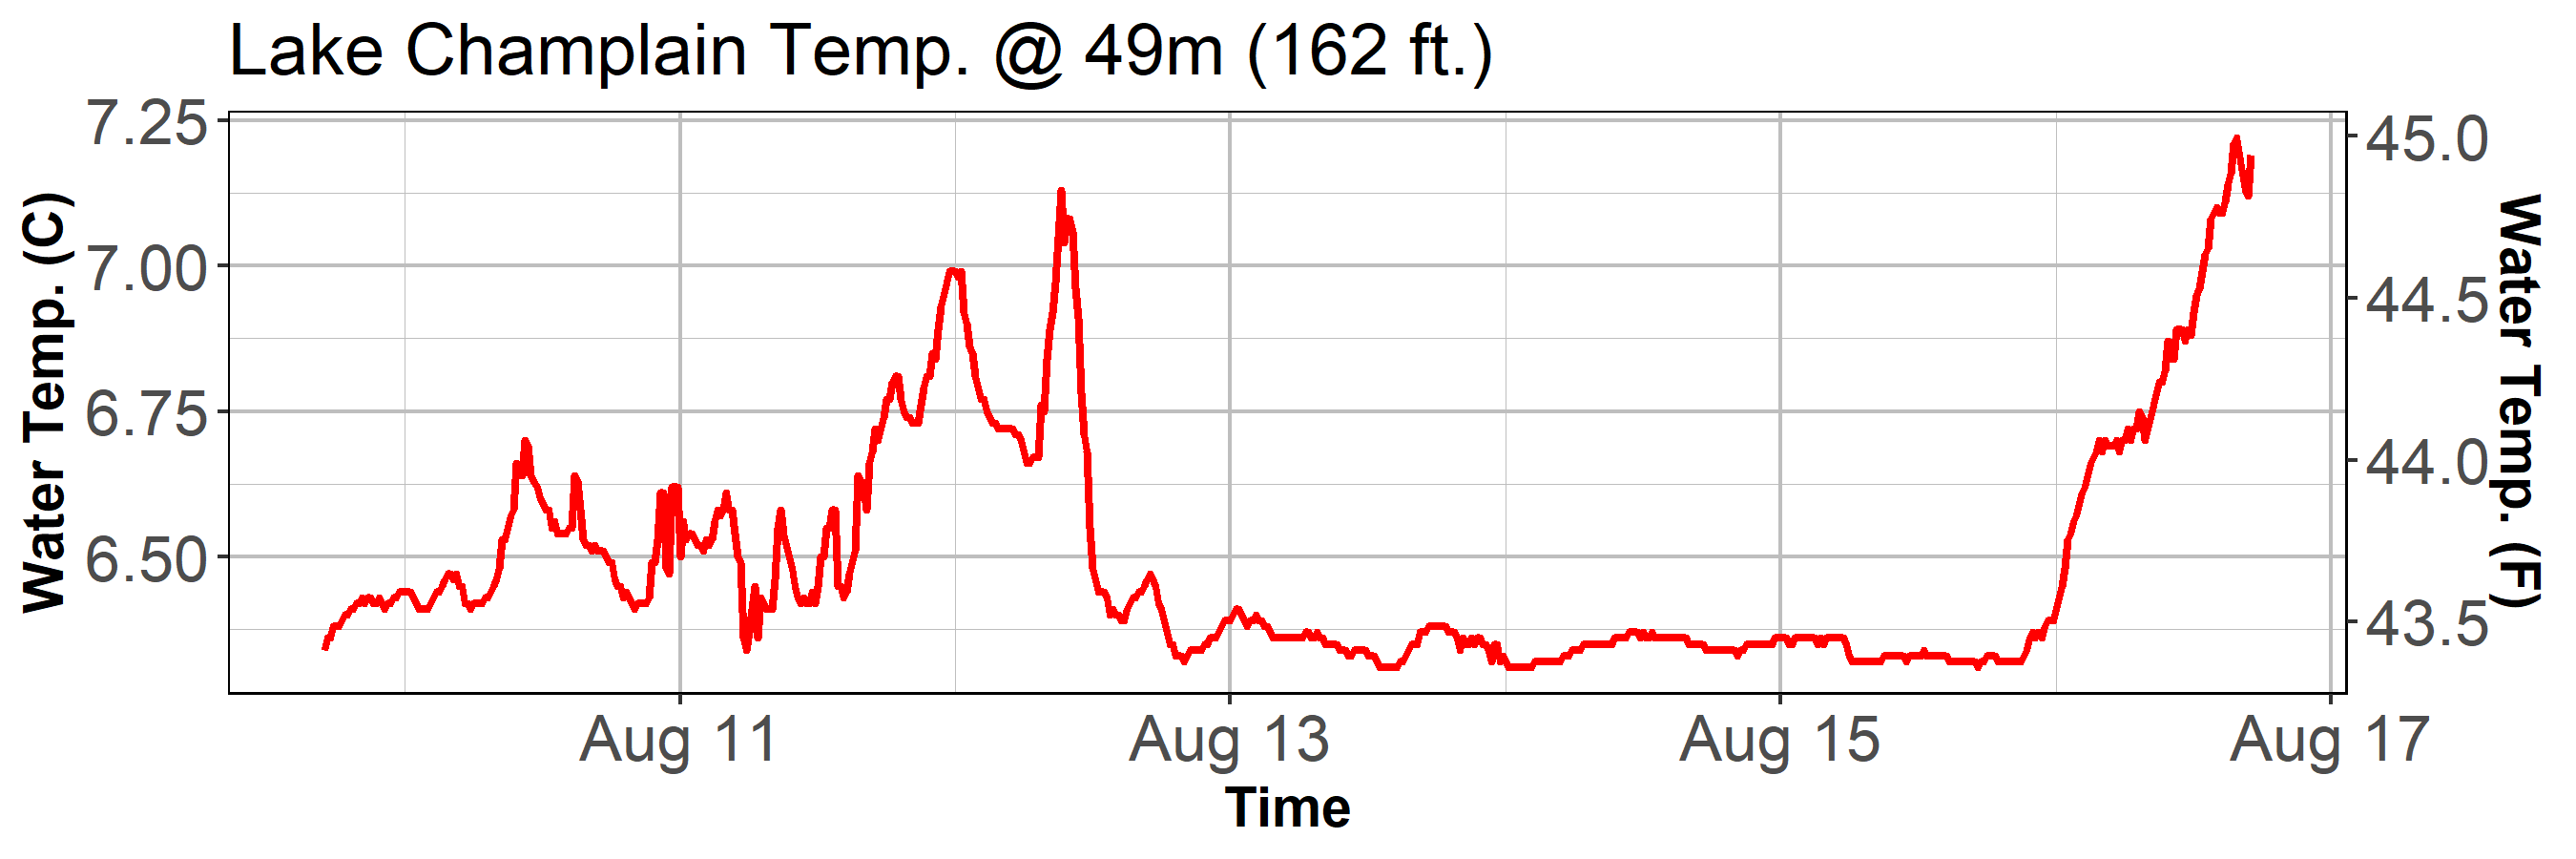 Lake Champlain Temp. @ 49m (162 ft.)
Water Temp. (C)
7.25
7.00
6.75
6.50
45.0
44.5
44.0
43.5
Water Temp. (F)
Aug 11 Aug 13 Aug 15 Aug 17
Time